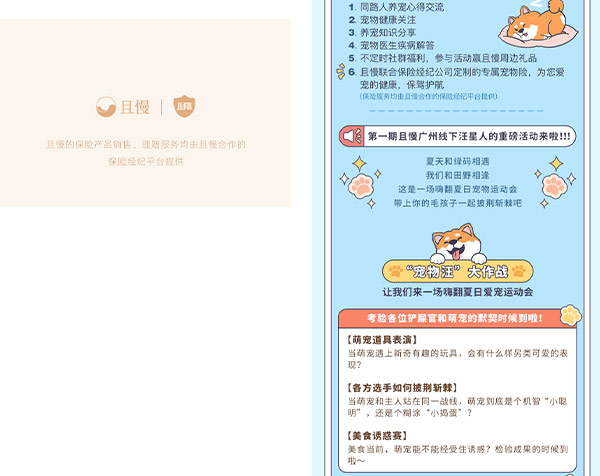 且慢
且慢的保险产品销售、理赔服务均由且慢合作的
保险经纪平台提供
1. 同路人养宠心得交流
2. 宠物健康关注
3. 养宠知识分享
4. 宠物医生疾病解答
5. 不定时社群福利，参与活动赢且慢周边礼品
6. 且慢联合保险经纪公司定制的专属宠物险，为您爱
宠的健康，保驾护航
(保险服务均由且慢合作的保险经纪平台提供)
第一期且慢广州线下汪星人的重磅活动来啦!!!
夏天和绿码相遇
我们和田野相逢
这是一场嗨翻夏日宠物运动会
带上你的毛孩子一起披荆斩棘吧
“宠物汪”大作战
让我们来一场嗨翻夏日爱宠运动会
考验各位铲屎官和萌宠的默契时候到啦！
【萌宠道具表演】
当萌宠遇上新奇有趣的玩具，会有什么样另类可爱的表
现？
【各方选手如何披荆斩棘】
当萌宠和主人站在同一战线，萌宠到底是个机智“小聪
明”，还是个糊涂“小捣蛋”？
【美食诱惑赛】
美食当前，萌宠能不能经受住诱惑？检验成果的时候到
啦～